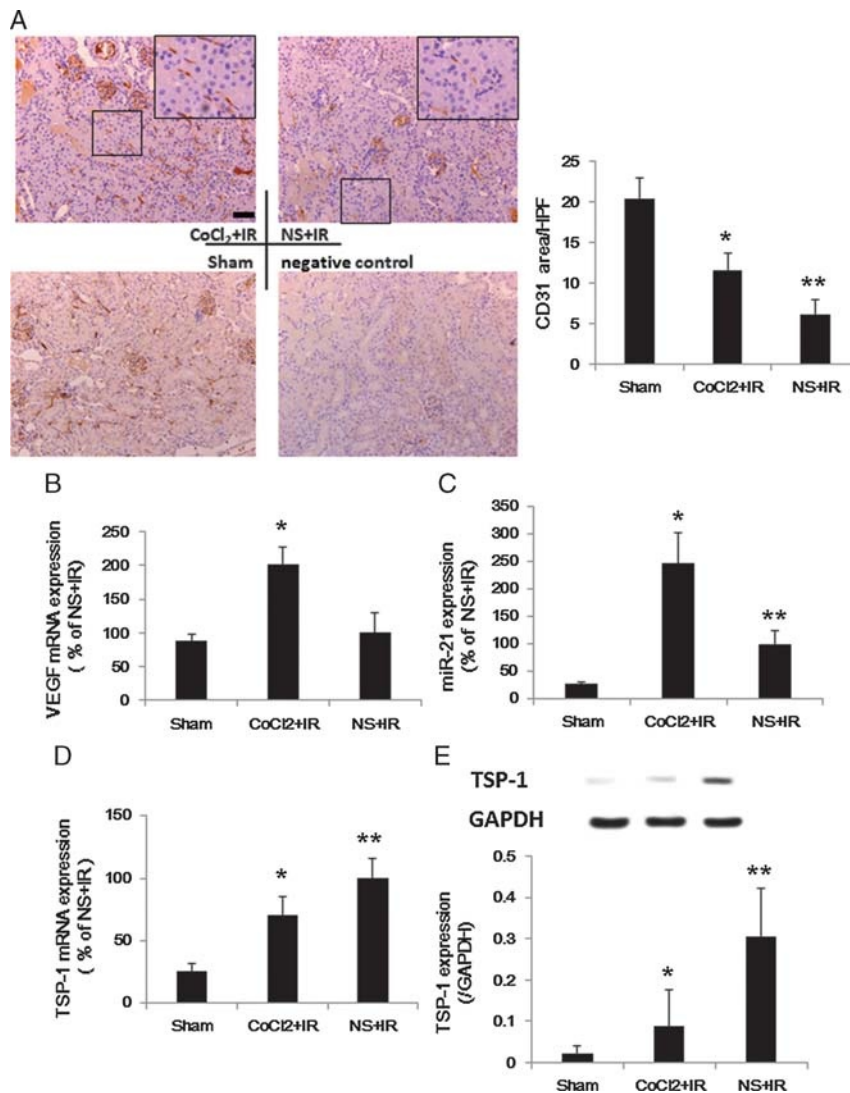 A
CoCl₂+IR NS+IR
Sham negative control
CD31 area/HPF
25
20
15
10
5
0
*
**
Sham CoCl2+IR NS+IR
B
VEGF mRNA expression
( % of NS+IR)
250
200
150
100
50
0
*
Sham CoCl2+IR NS+IR
C
miR-21 expression
(% of NS+IR)
350
300
250
200
150
100
50
0
*
**
Sham CoCl2+IR NS+IR
D
TSP-1 mRNA expression
( % of NS+IR)
150
100
50
0
*
**
Sham CoCl2+IR NS+IR
E
TSP-1
GAPDH
TSP-1 expression
(/GAPDH)
0.5
0.4
0.3
0.2
0.1
0
*
**
Sham CoCl2+IR NS+IR